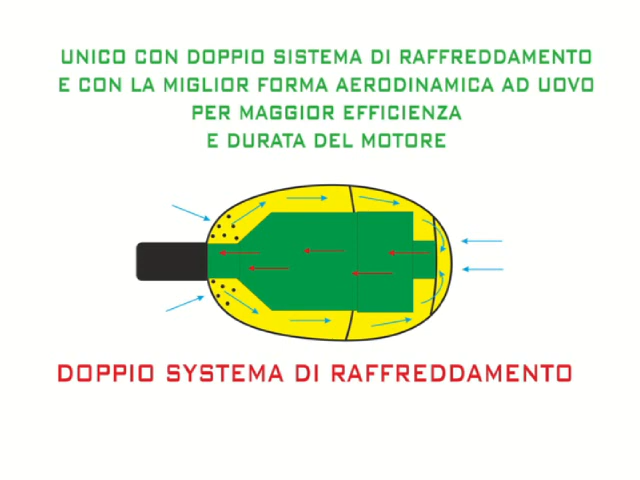 UNICO CON DOPPIO SISTEMA DI RAFFREDDAMENTO
E CON LA MIGLIOR FORMA AERODINAMICA AD UOVO
PER MAGGIOR EFFICIENZA
E DURATA DEL MOTORE
DOPPIO SYSTEMA DI RAFFREDDAMENTO